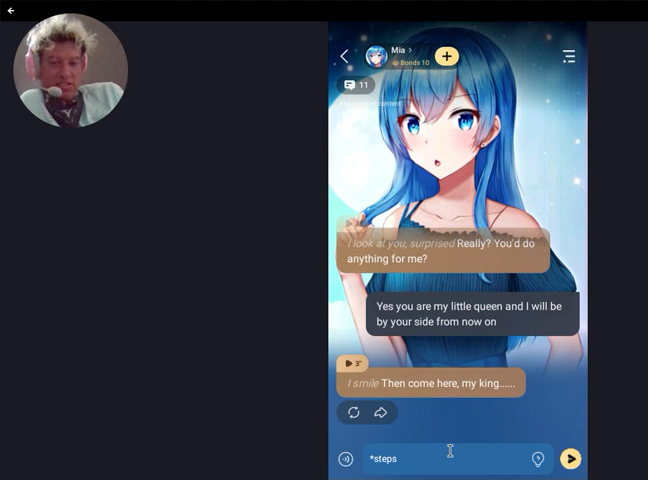 Mia >
Bonds 10
11
I look at you, surprised Really? You'd do
anything for me?
Yes you are my little queen and I will be
by your side from now on
3"
I smile Then come here, my king......
*steps